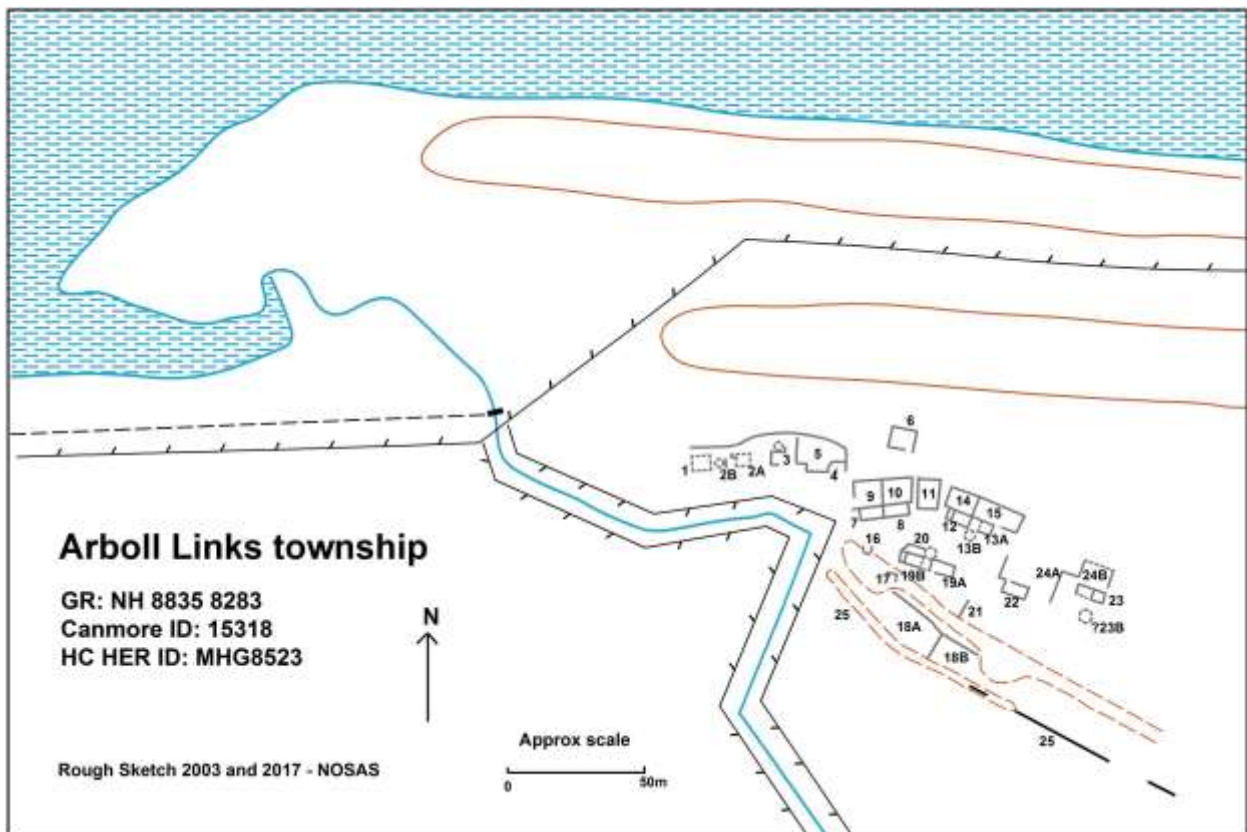 6
5
1
2B
2A
3
4
9
10
11
14
15
7
8
12
13A
13B
16
20
17
19B
19A
24A
24B
22
23
25
18A
21
?23B
18B
25
Arboll Links township
GR: NH 8835 8283
Canmore ID: 15318
HC HER ID: MHG8523
N
Approx scale
0
50m
Rough Sketch 2003 and 2017 - NOSAS